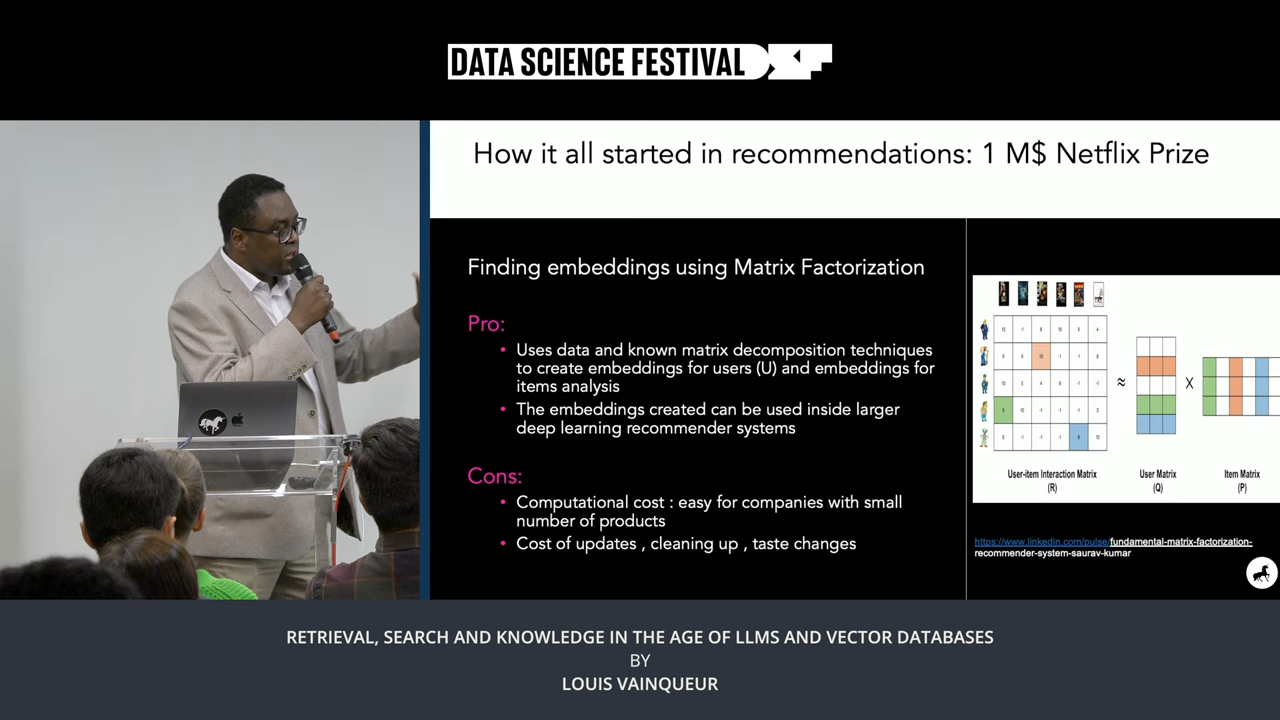 DATA SCIENCE FESTIVAL
How it all started in recommendations: 1 M$ Netflix Prize
Finding embeddings using Matrix Factorization
Pro:
• Uses data and known matrix decomposition techniques
to create embeddings for users (U) and embeddings for
items analysis
• The embeddings created can be used inside larger
deep learning recommender systems
Cons:
• Computational cost : easy for companies with small
number of products
• Cost of updates , cleaning up , taste changes
≈
X
User-item Interaction Matrix
(R)
User Matrix
(Q)
Item Matrix
(P)
https://www.linkedin.com/pulse/fundamental-matrix-factorization-
recommender-system-saurav-kumar
RETRIEVAL, SEARCH AND KNOWLEDGE IN THE AGE OF LLMS AND VECTOR DATABASES
BY
LOUIS VAINQUEUR